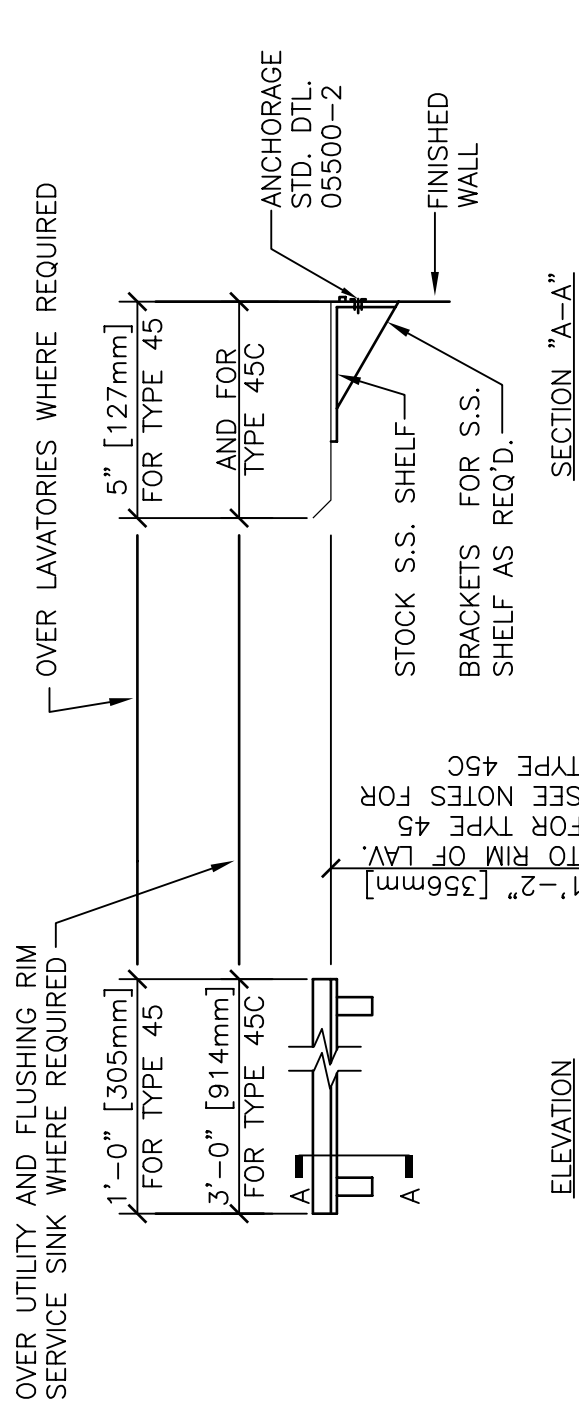 OVER UTILITY AND FLUSHING RIM
SERVICE SINK WHERE REQUIRED
OVER LAVATORIES WHERE REQUIRED
1'-0" [305mm]
FOR TYPE 45
3'-0" [914mm]
FOR TYPE 45C
A
A
ELEVATION
1'-2" [356mm]
TO RIM OF LAV.
FOR TYPE 45
SEE NOTES FOR
TYPE 45C
5" [127mm]
FOR TYPE 45
AND FOR
TYPE 45C
ANCHORAGE
STD. DTL.
05500-2
FINISHED
WALL
STOCK S.S. SHELF
BRACKETS FOR S.S.
SHELF AS REQ'D.
SECTION "A-A"